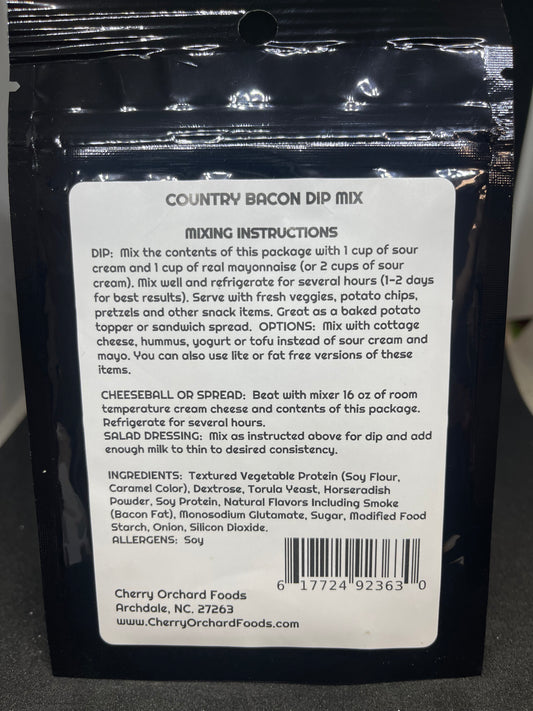 COUNTRY BACON DIP MIX
MIXING INSTRUCTIONS
DIP: Mix the contents of this package with 1 cup of sour
cream and 1 cup of real mayonnaise (or 2 cups of sour
cream). Mix well and refrigerate for several hours (1-2 days
for best results). Serve with fresh veggies, potato chips,
pretzels and other snack items. Great as a baked potato
topper or sandwich spread. OPTIONS: Mix with cottage
cheese, hummus, yogurt or tofu instead of sour cream and
mayo. You can also use lite or fat free versions of these
items.
CHEESEBALL OR SPREAD: Beat with mixer 16 oz of room
temperature cream cheese and contents of this package.
Refrigerate for several hours.
SALAD DRESSING: Mix as instructed above for dip and add
enough milk to thin to desired consistency.
INGREDIENTS: Textured Vegetable Protein (Soy Flour,
Caramel Color), Dextrose, Torula Yeast, Horseradish
Powder, Soy Protein, Natural Flavors Including Smoke
(Bacon Fat), Monosodium Glutamate, Sugar, Modified Food
Starch, Onion, Silicon Dioxide.
ALLERGENS: Soy
6 17724 92363 0
Cherry Orchard Foods
Archdale, NC. 27263
www.CherryOrchardFoods.com